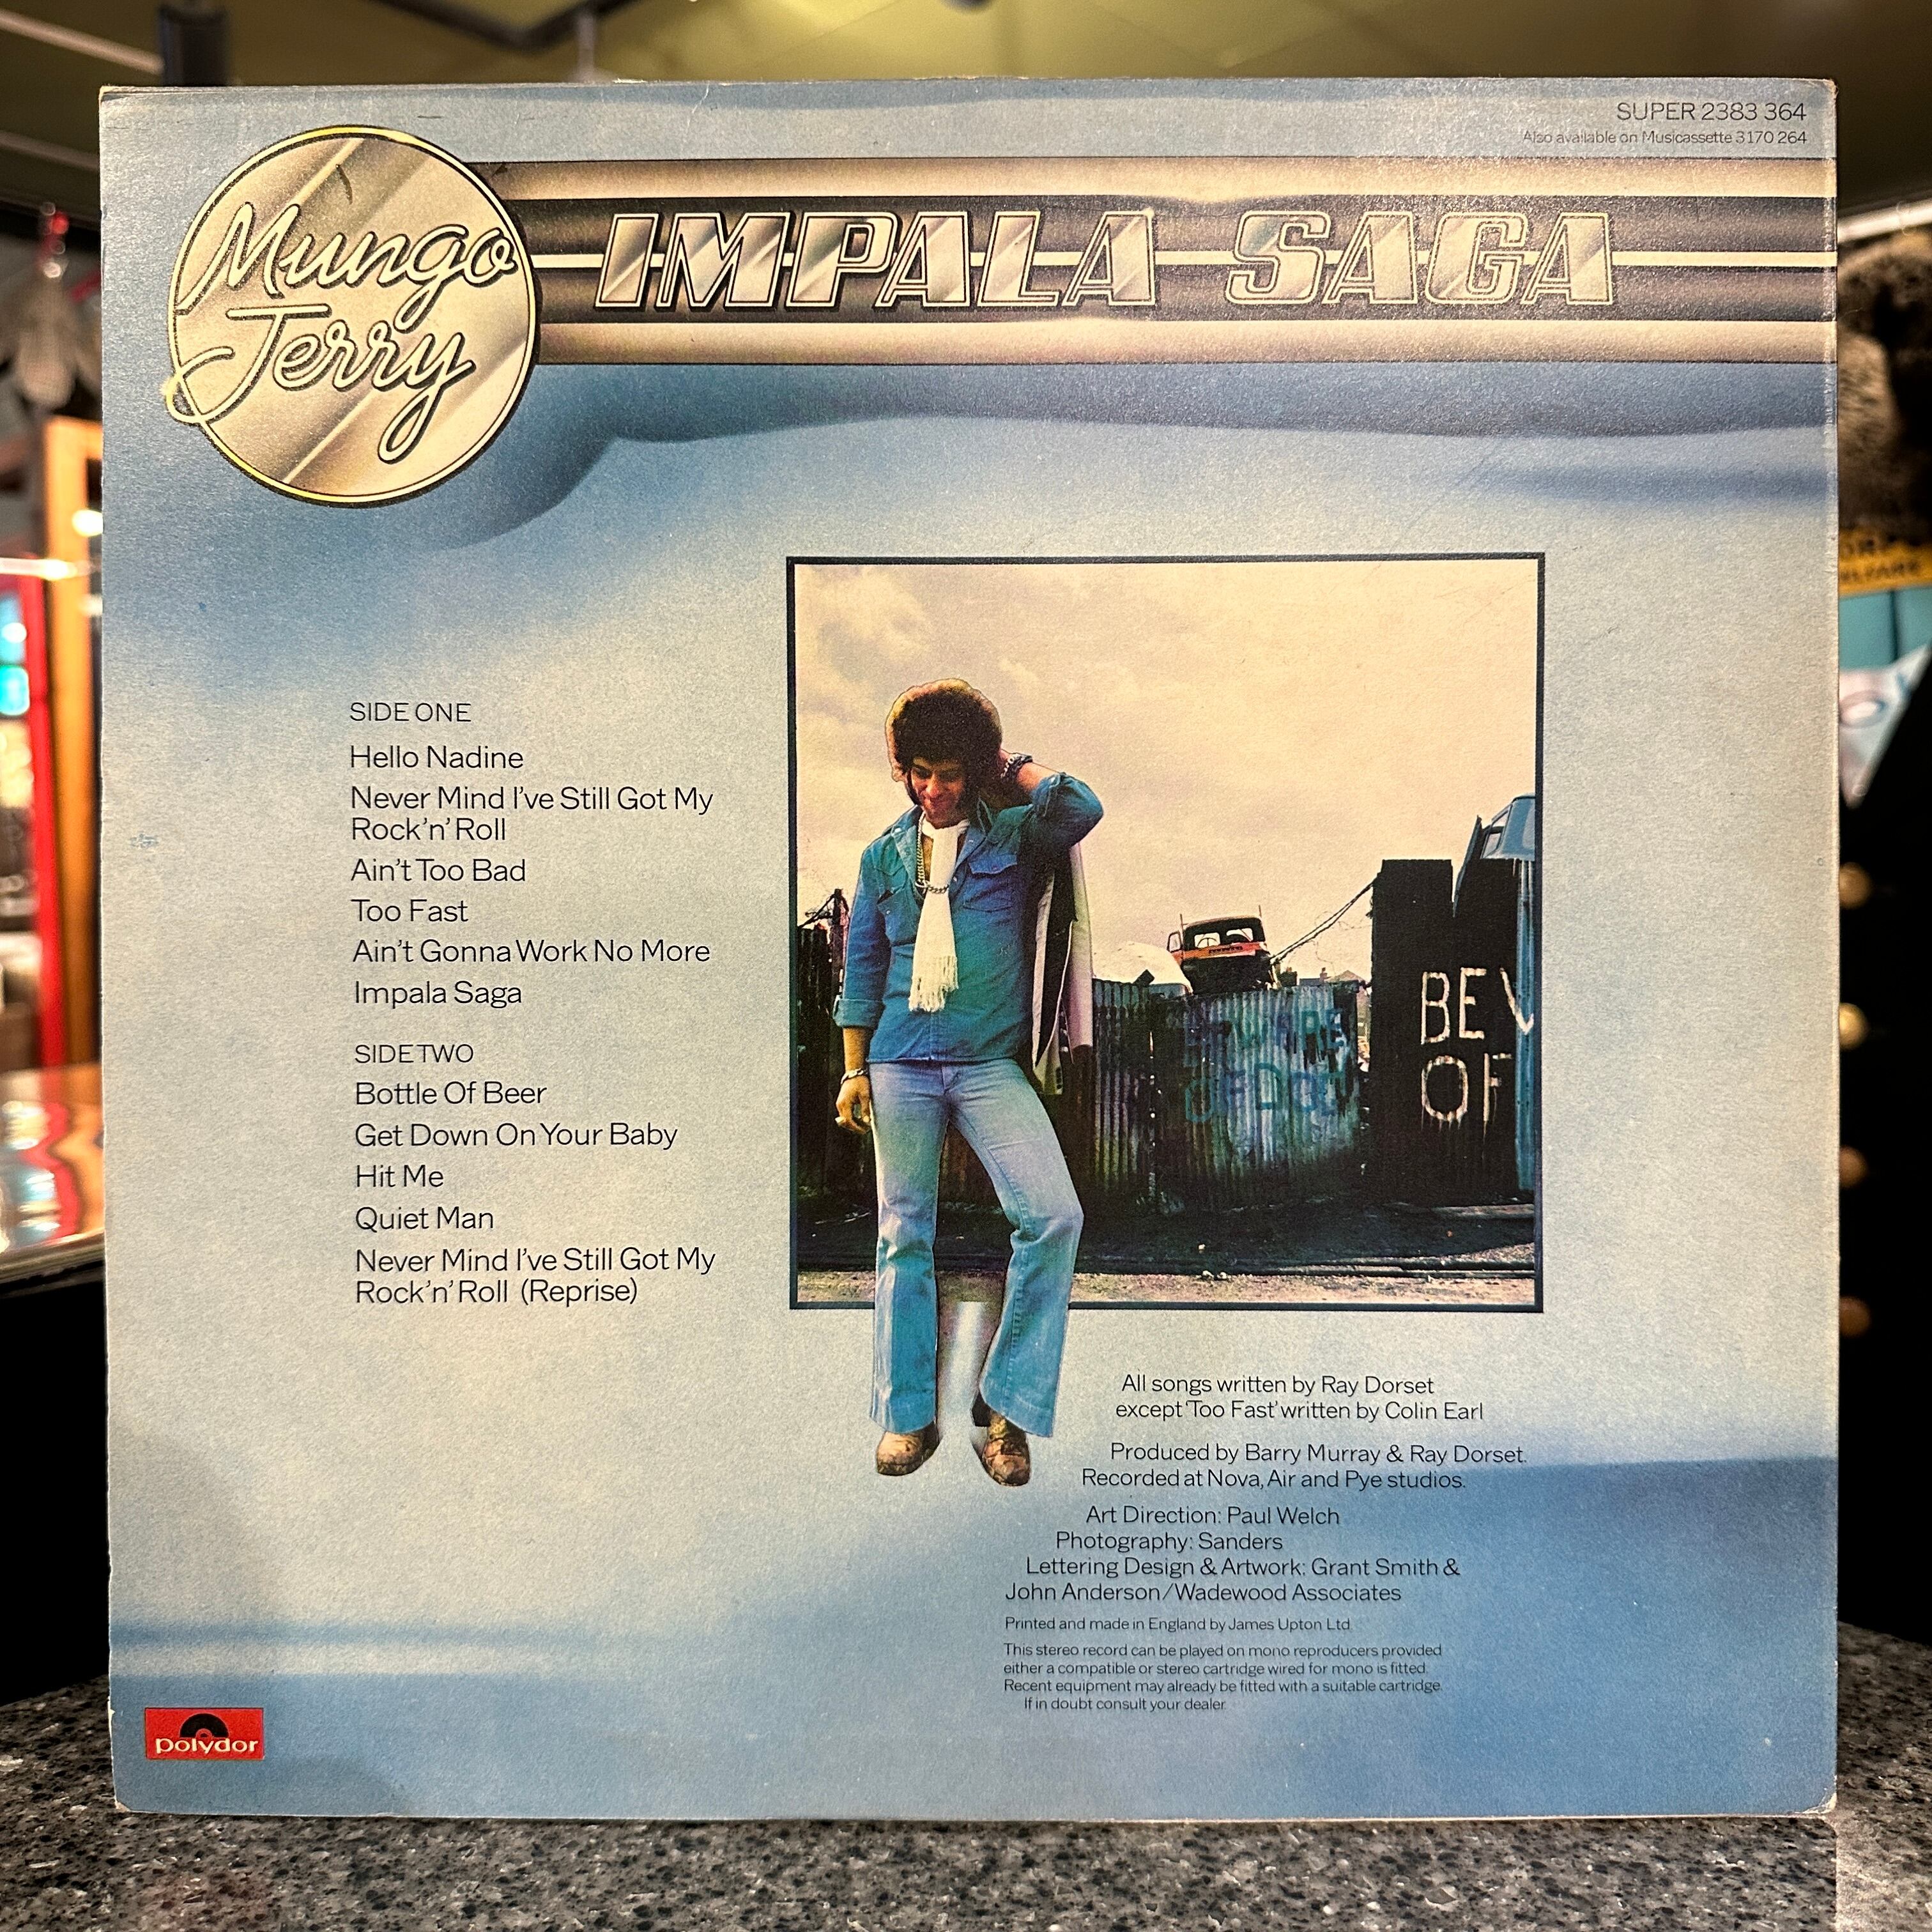 SUPER 2383 364
Also available on Musicassette 3170 264
Mungo
Jerry
IMPALA SAGA
SIDE ONE
Hello Nadine
Never Mind I've Still Got My
Rock'n'Roll
Ain't Too Bad
Too Fast
Ain't Gonna Work No More
Impala Saga
SIDE TWO
Bottle Of Beer
Get Down On Your Baby
Hit Me
Quiet Man
Never Mind I've Still Got My
Rock'n'Roll (Reprise)
BEWARE
OF DOG
BEV
OF
All songs written by Ray Dorset
except 'Too Fast' written by Colin Earl
Produced by Barry Murray & Ray Dorset.
Recorded at Nova, Air and Pye studios.
Art Direction: Paul Welch
Photography: Sanders
Lettering Design & Artwork: Grant Smith &
John Anderson/Wadewood Associates
Printed and made in England by James Upton Ltd.
This stereo record can be played on mono reproducers provided
either a compatible or stereo cartridge wired for mono is fitted.
Recent equipment may already be fitted with a suitable cartridge.
If in doubt consult your dealer.
polydor